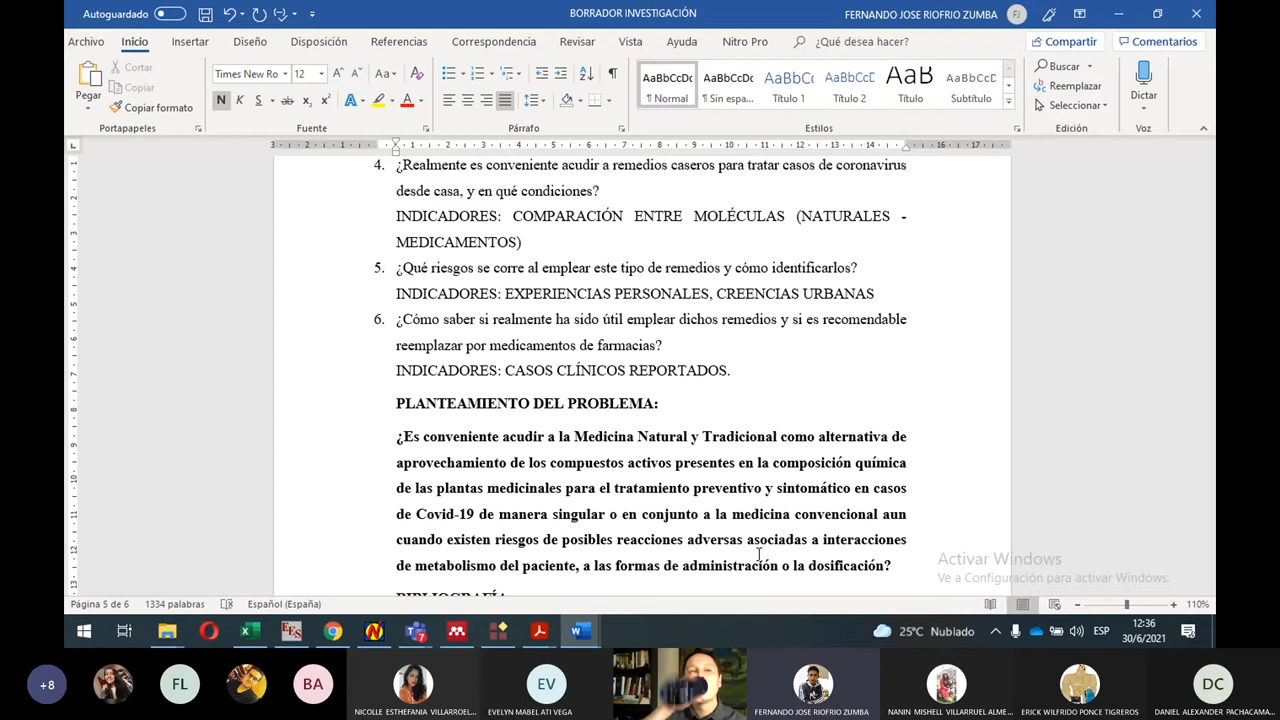 Autoguardado
BORRADOR INVESTIGACIÓN
FERNANDO JOSE RIOFRIO ZUMBA
FJ
Archivo Inicio Insertar Diseño Disposición Referencias Correspondencia Revisar Vista Ayuda Nitro Pro ¿Qué desea hacer? Compartir Comentarios
Pegar
Cortar
Copiar
Copiar formato
Portapapeles
Times New Ro 12
Fuente
Párrafo
AaBbCcDc AaBbCcDc AaBbC AaBbCcD AaB AaBbCcD
¶ Normal ¶ Sin espa... Título 1 Título 2 Título Subtítulo
Estilos
Buscar
Reemplazar
Seleccionar
Edición
Dictar
Voz
4. ¿Realmente es conveniente acudir a remedios caseros para tratar casos de coronavirus
desde casa, y en qué condiciones?
INDICADORES: COMPARACIÓN ENTRE MOLÉCULAS (NATURALES -
MEDICAMENTOS)
5. ¿Qué riesgos se corre al emplear este tipo de remedios y cómo identificarlos?
INDICADORES: EXPERIENCIAS PERSONALES, CREENCIAS URBANAS
6. ¿Cómo saber si realmente ha sido útil emplear dichos remedios y si es recomendable
reemplazar por medicamentos de farmacias?
INDICADORES: CASOS CLÍNICOS REPORTADOS.
PLANTEAMIENTO DEL PROBLEMA:
¿Es conveniente acudir a la Medicina Natural y Tradicional como alternativa de
aprovechamiento de los compuestos activos presentes en la composición química
de las plantas medicinales para el tratamiento preventivo y sintomático en casos
de Covid-19 de manera singular o en conjunto a la medicina convencional aun
cuando existen riesgos de posibles reacciones adversas asociadas a interacciones
de metabolismo del paciente, a las formas de administración o la dosificación?
BIBLIOGRAFÍA
Activar Windows
Ve a Configuración para activar Windows.
Página 5 de 6 1334 palabras Español (España) 110%
25°C Nublado ESP 12:36
30/6/2021
+8 FL BA EV DC
NICOLLE ESTHEFANIA VILLARROEL... EVELYN MABEL ATI VEGA FERNANDO JOSE RIOFRIO ZUMBA NANIN MISHELL VILLARRUEL ALME... ERICK WILFRIDO PONCE TIGREROS DANIEL ALEXANDER PACHACAMA...